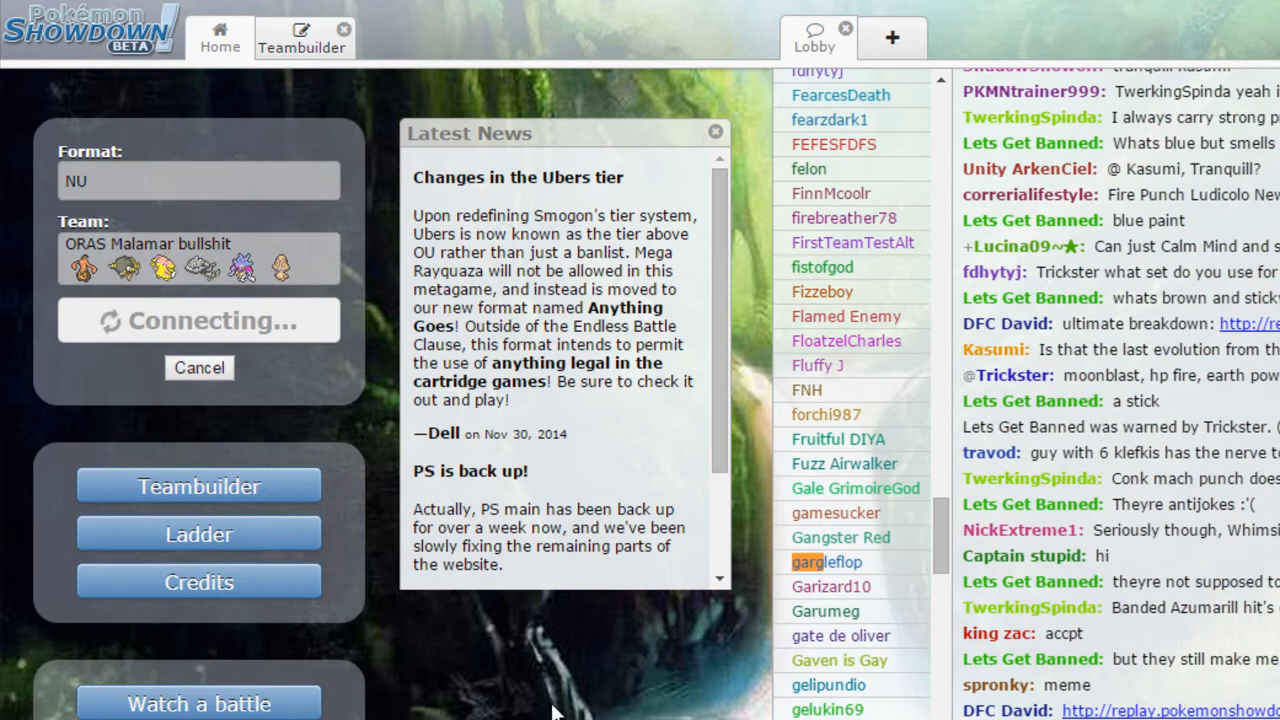 Pokémon
SHOWDOWN!
BETA
Home
Teambuilder
Lobby
+
Format:
NU
Team:
ORAS Malamar bullshit
Connecting...
Cancel
Teambuilder
Ladder
Credits
Watch a battle
Latest News
Changes in the Ubers tier
Upon redefining Smogon's tier system,
Ubers is now known as the tier above
OU rather than just a banlist. Mega
Rayquaza will not be allowed in this
metagame, and instead is moved to
our new format named Anything
Goes! Outside of the Endless Battle
Clause, this format intends to permit
the use of anything legal in the
cartridge games! Be sure to check it
out and play!
—Dell on Nov 30, 2014
PS is back up!
Actually, PS main has been back up
for over a week now, and we've been
slowly fixing the remaining parts of
the website.
fdhytyj
FearcesDeath
fearzdark1
FEFESFDFS
felon
FinnMcoolr
firebreather78
FirstTeamTestAlt
fistofgod
Fizzeboy
Flamed Enemy
FloatzelCharles
Fluffy J
FNH
forchi987
Fruitful DIYA
Fuzz Airwalker
Gale GrimoireGod
gamesucker
Gangster Red
gargleflop
Garizard10
Garumeg
gate de oliver
Gaven is Gay
gelipundio
gelukin69
PKMNtrainer999: TwerkingSpinda yeah i
TwerkingSpinda: I always carry strong p
Lets Get Banned: Whats blue but smells
Unity ArkenCiel: @ Kasumi, Tranquill?
correrialifestyle: Fire Punch Ludicolo Nev
Lets Get Banned: blue paint
+Lucina09~★: Can just Calm Mind and s
fdhytyj: Trickster what set do you use for
Lets Get Banned: whats brown and sticky
DFC David: ultimate breakdown: http://re
Kasumi: Is that the last evolution from th
@Trickster: moonblast, hp fire, earth pow
Lets Get Banned: a stick
Lets Get Banned was warned by Trickster. (
travod: guy with 6 klefkis has the nerve to
TwerkingSpinda: Conk mach punch does
Lets Get Banned: Theyre antijokes :'(
NickExtreme1: Seriously though, Whims
Captain stupid: hi
Lets Get Banned: theyre not supposed to
TwerkingSpinda: Banded Azumarill hit's
king zac: accpt
Lets Get Banned: but they still make me
spronky: meme
DFC David: http://replay.pokemonshowd